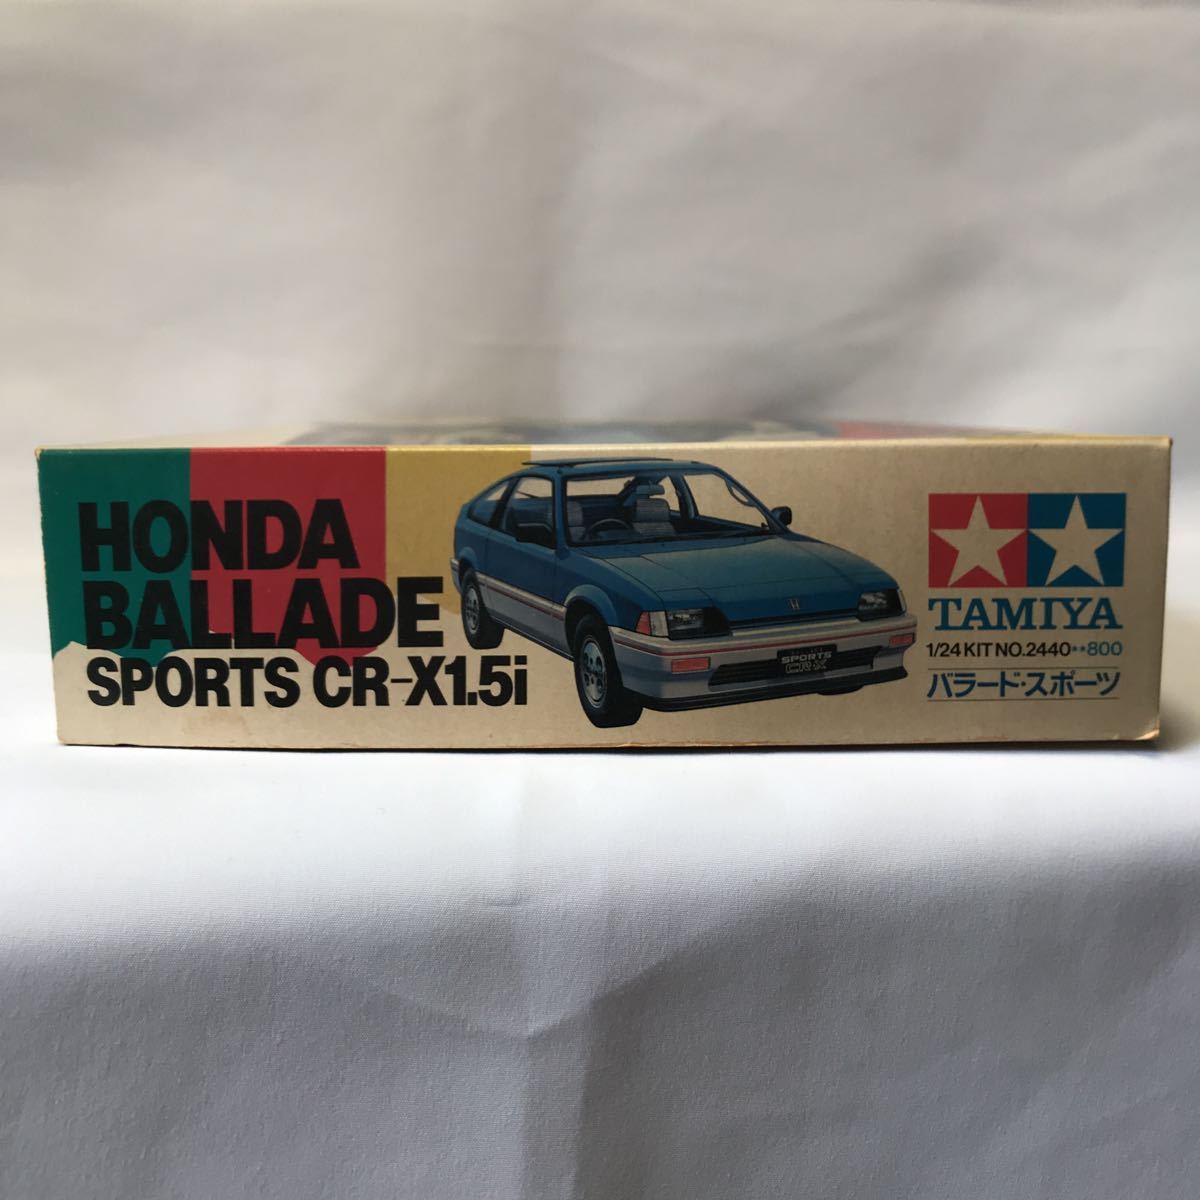 HONDA
BALLADE
SPORTS CR-X1.5i
SPORTS
CR-X
TAMIYA
1/24 KIT NO.2440**800
バラード・スポーツ